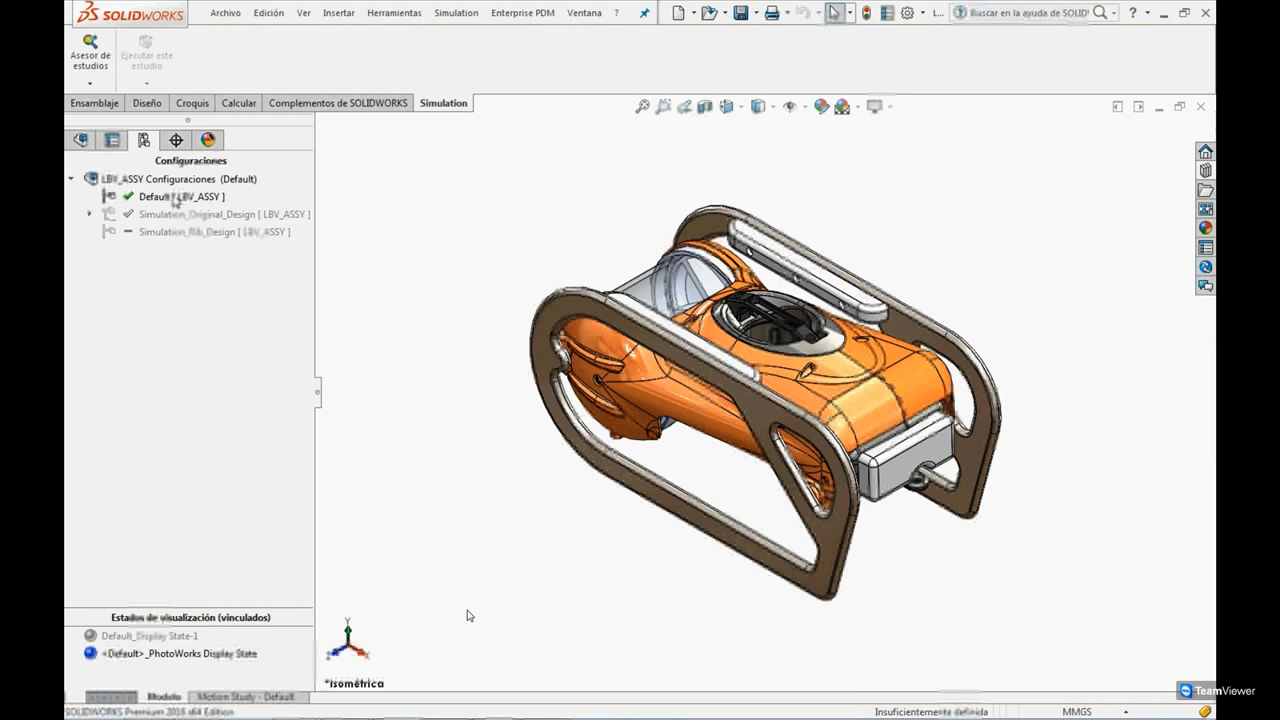 SOLIDWORKS Archivo Edición Ver Insertar Herramientas Simulation Enterprise PDM Ventana ? L... Buscar en la ayuda de SOLID ?
Asesor de estudios
Ejecutar este estudio
Ensamblaje Diseño Croquis Calcular Complementos de SOLIDWORKS Simulation
Configuraciones
LBV_ASSY Configuraciones (Default)
Default [ LBV_ASSY ]
Simulation_Original_Design [ LBV_ASSY ]
Simulation_Rib_Design [ LBV_ASSY ]
Estados de visualización (vinculados)
Default_Display State-1
<Default>_PhotoWorks Display State
Y
Z X
*Isométrica
Modelo Motion Study - Default
SOLIDWORKS Premium 2016 x64 Edition Insuficientemente definida MMGS
TeamViewer